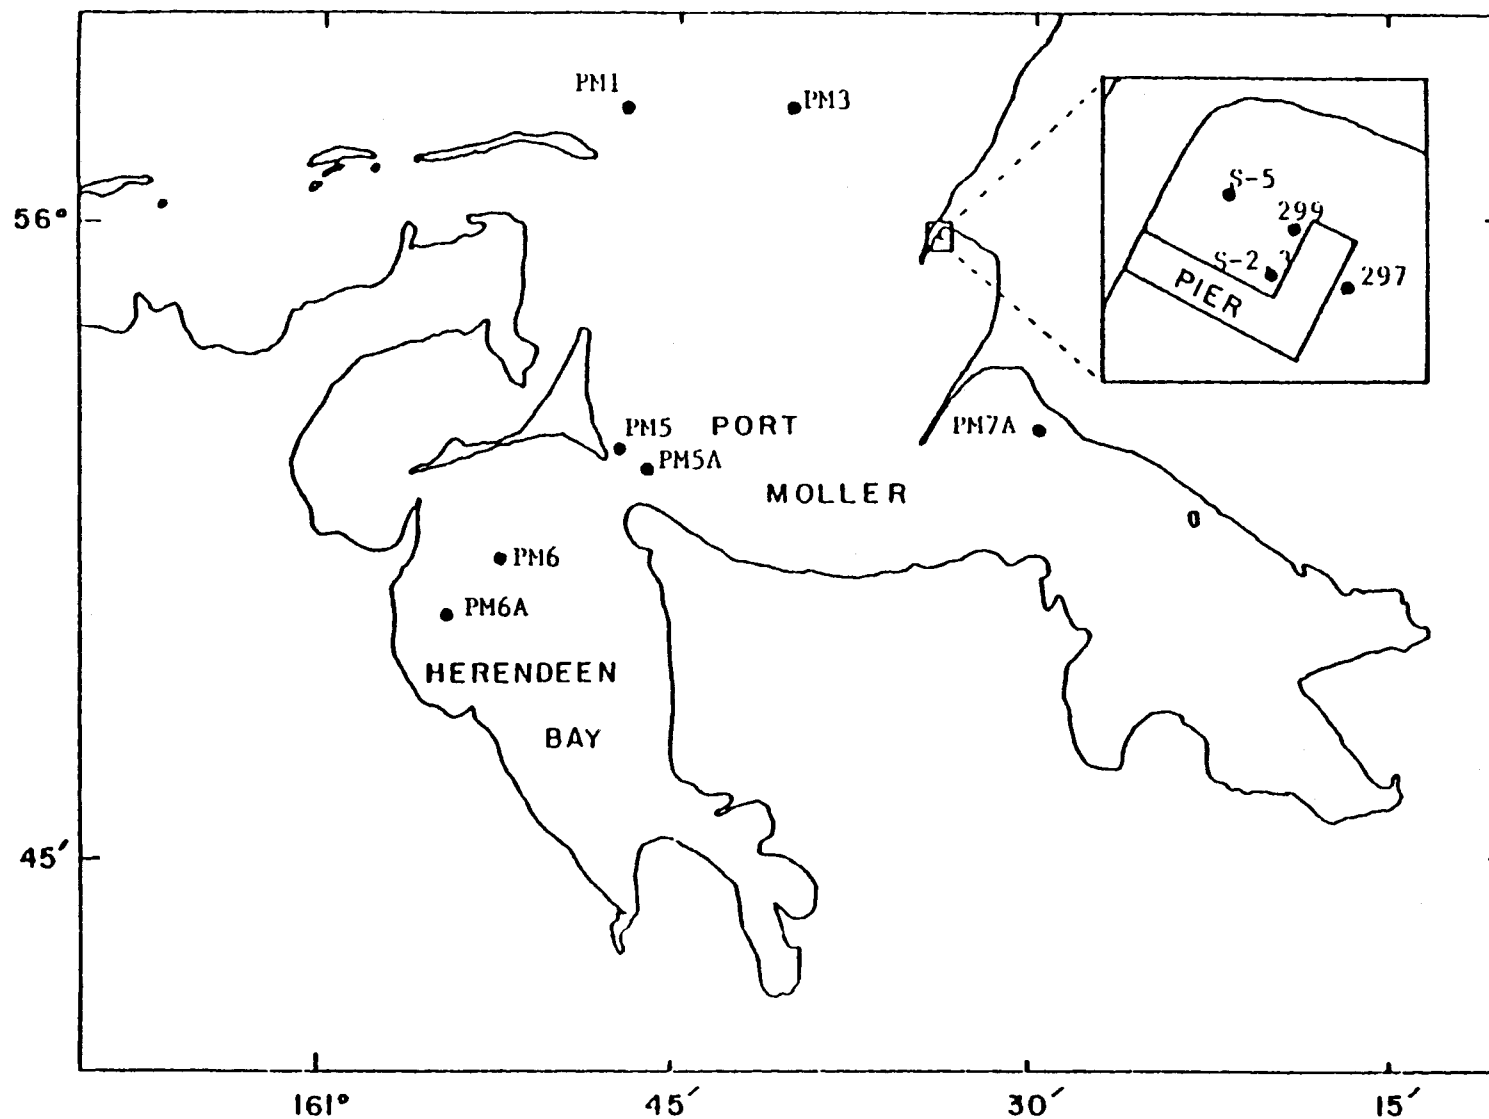 PM1
PM3
56°
S-5
299
S-2,3
297
PIER
PM5
PORT
PM7A
PM5A
MOLLER
PM6
PM6A
HERENDEEN
BAY
45′
161°
45′
30′
15′